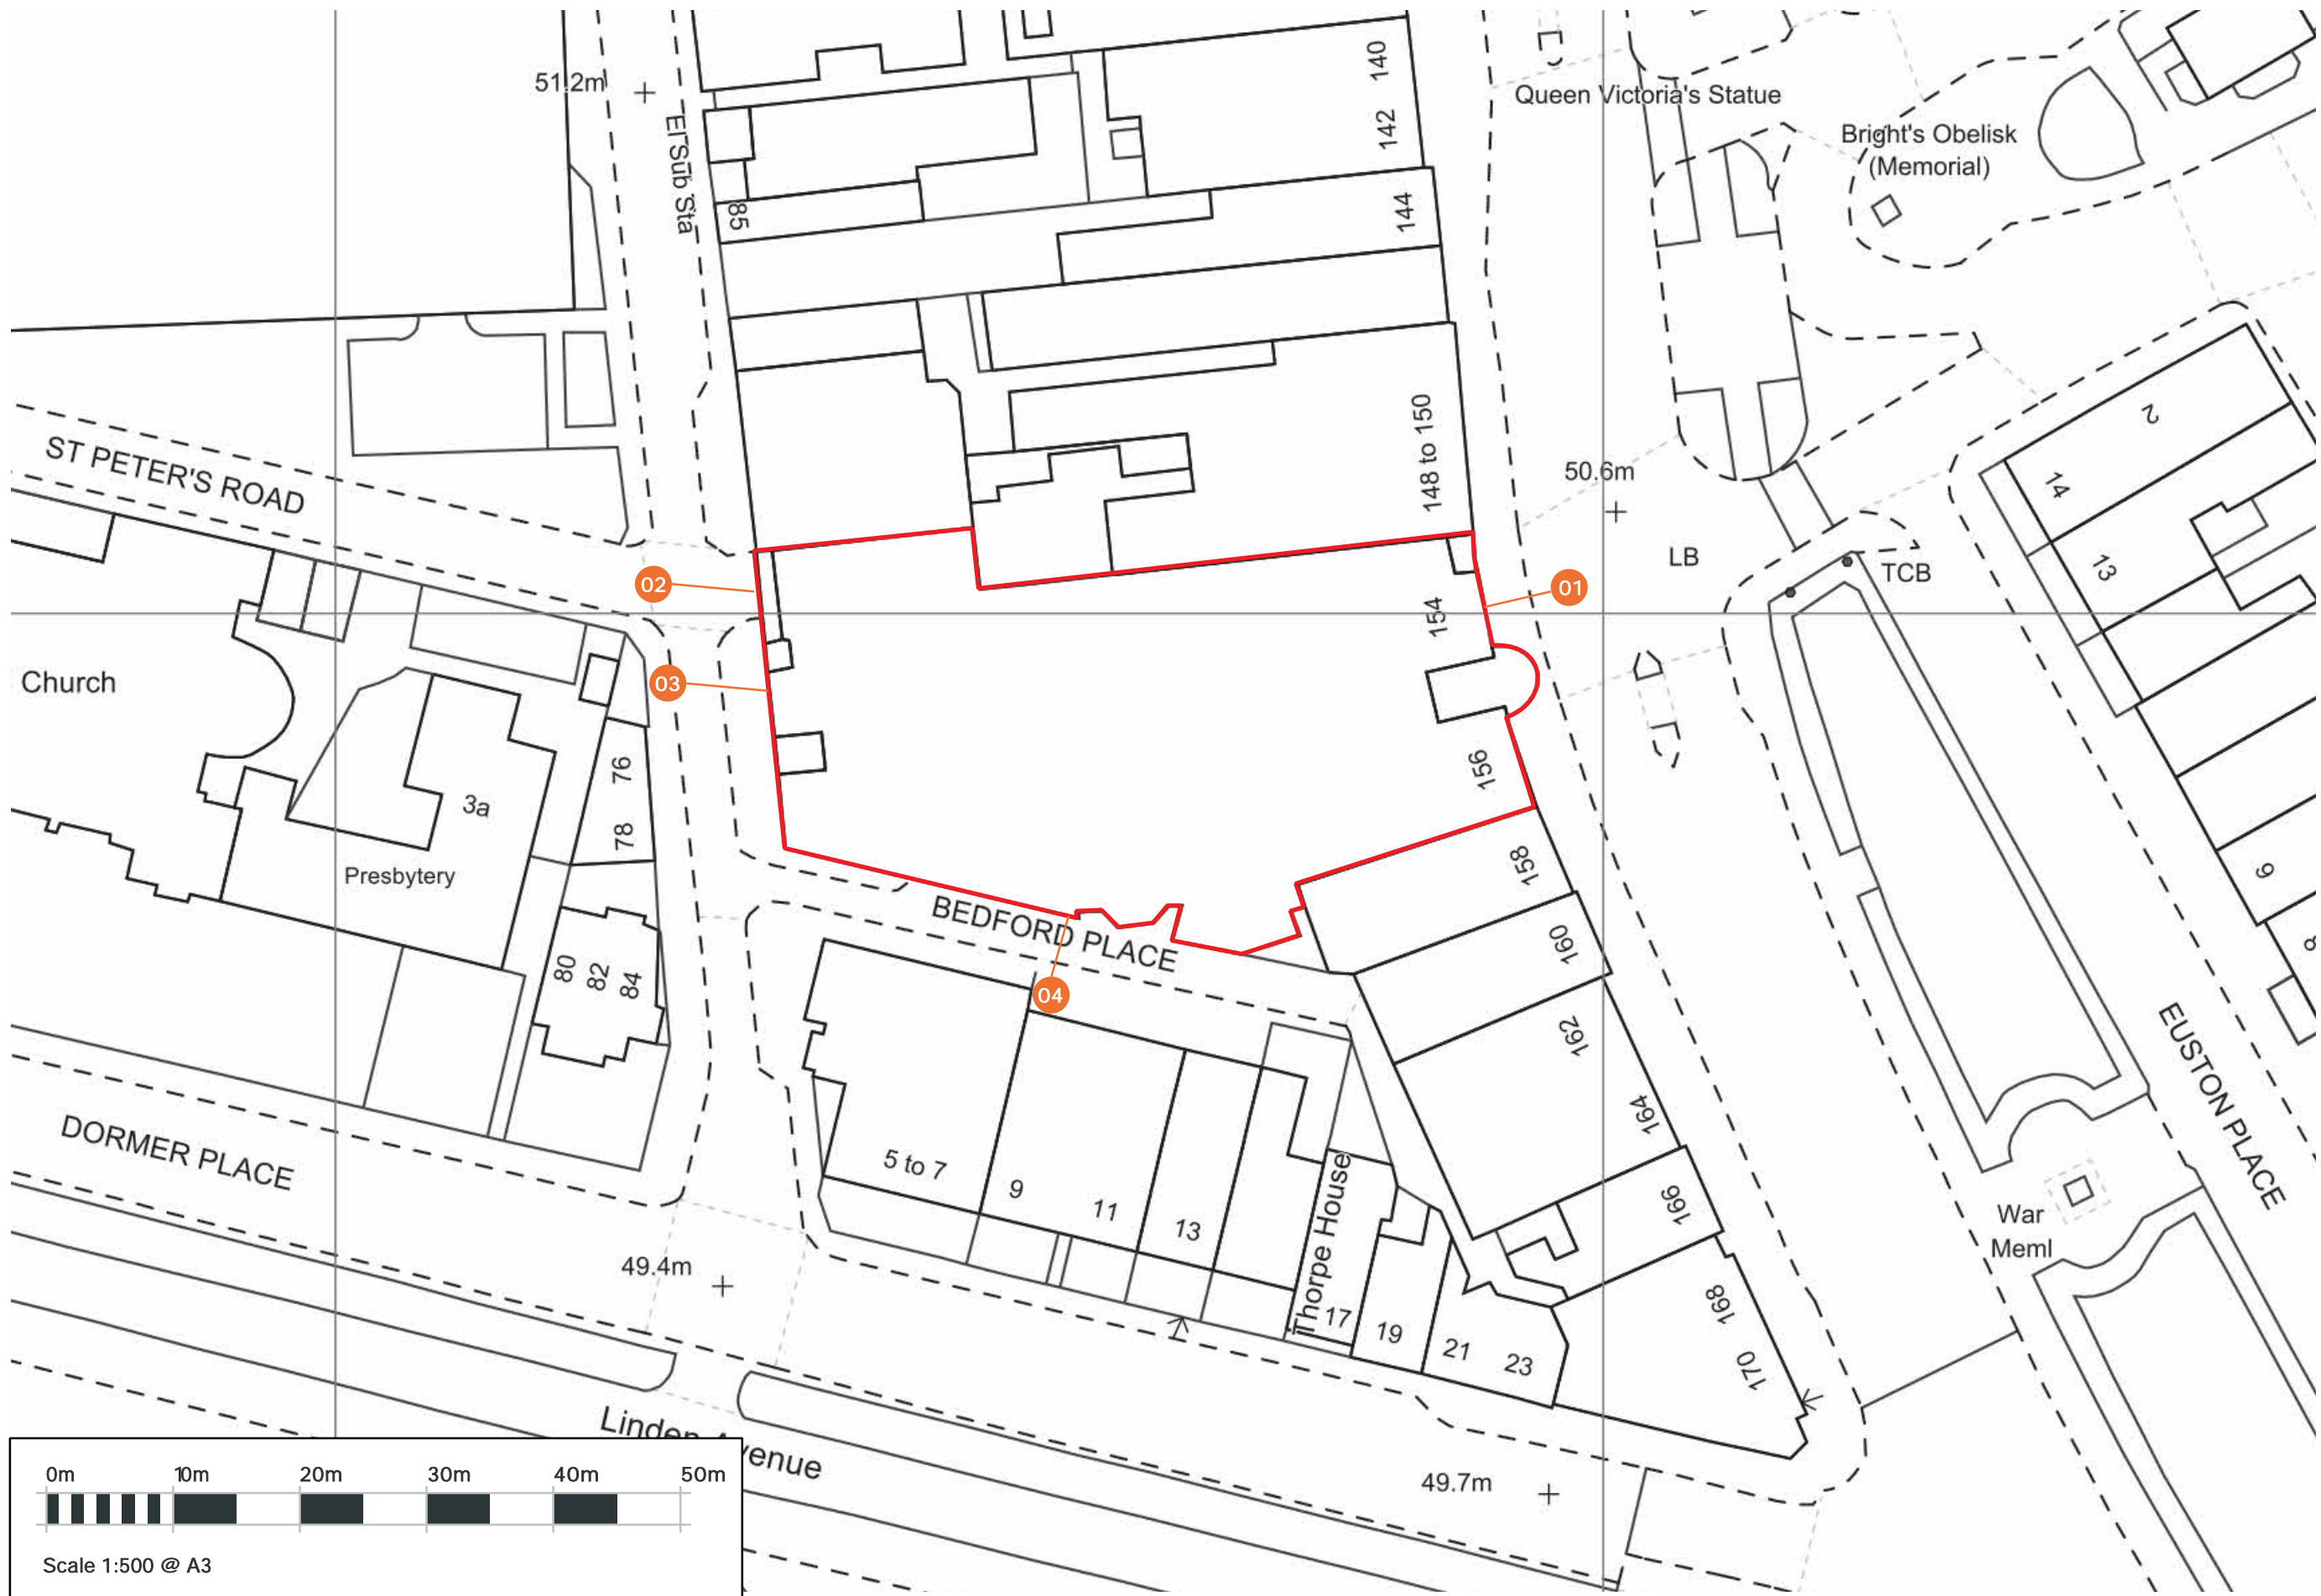 51.2m
El Sub Sta
85
140
142
144
148 to 150
Queen Victoria's Statue
Bright's Obelisk
(Memorial)
ST PETER'S ROAD
50.6m
LB
TCB
2
14
13
02
01
03
154
156
Church
3a
Presbytery
76
78
80
82
84
BEDFORD PLACE
04
158
160
162
164
166
168
170
9
8
EUSTON PLACE
DORMER PLACE
5 to 7
9
11
13
Thorpe House
17
19
21
23
War
Meml
49.4m
Linden Avenue
49.7m
0m 10m 20m 30m 40m 50m
Scale 1:500 @ A3